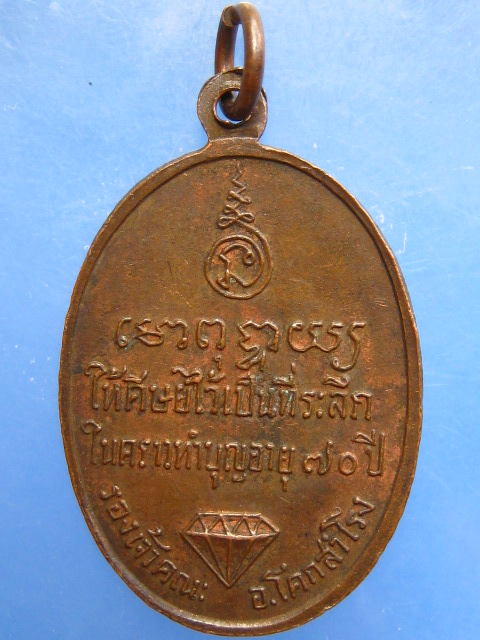 ให้ศิษย์ไว้เป็นที่ระลึก
ในคราวทำบุญอายุ ๗๐ ปี
รองเจ้าคณะ อ.โคกสำโรง